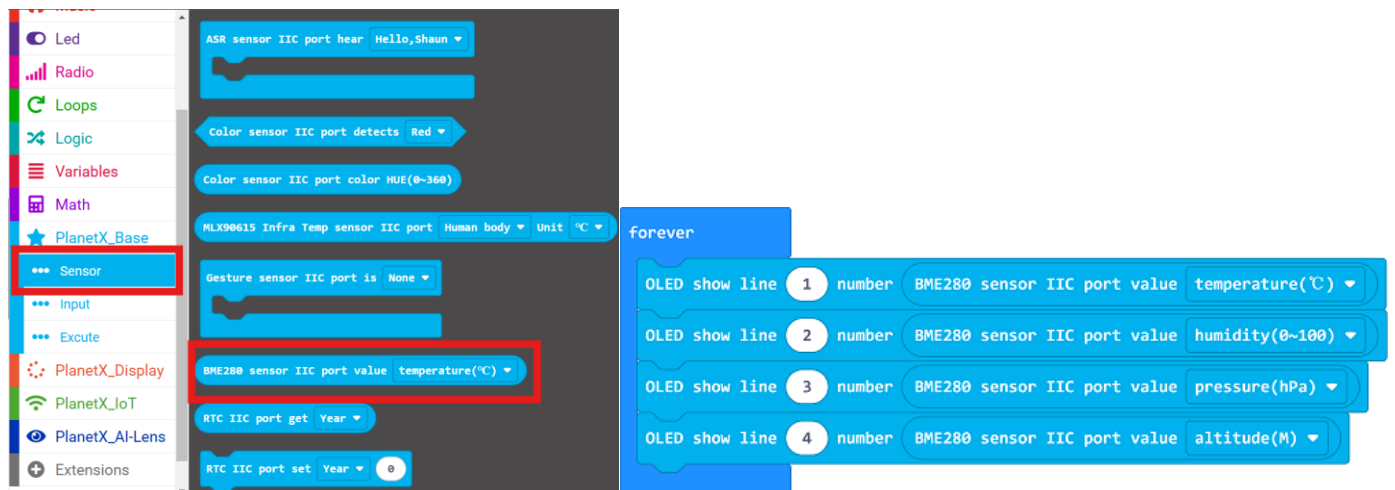 Music
Led
Radio
Loops
Logic
Variables
Math
PlanetX_Base
Sensor
Input
Excute
PlanetX_Display
PlanetX_IoT
PlanetX_AI-Lens
Extensions
ASR sensor IIC port hear Hello,Shaun
Color sensor IIC port detects Red
Color sensor IIC port color HUE(0~360)
MLX90615 Infra Temp sensor IIC port Human body Unit ℃
Gesture sensor IIC port is None
BME280 sensor IIC port value temperature(℃)
RTC IIC port get Year
RTC IIC port set Year 0
forever
OLED show line 1 number BME280 sensor IIC port value temperature(℃)
OLED show line 2 number BME280 sensor IIC port value humidity(0~100)
OLED show line 3 number BME280 sensor IIC port value pressure(hPa)
OLED show line 4 number BME280 sensor IIC port value altitude(M)